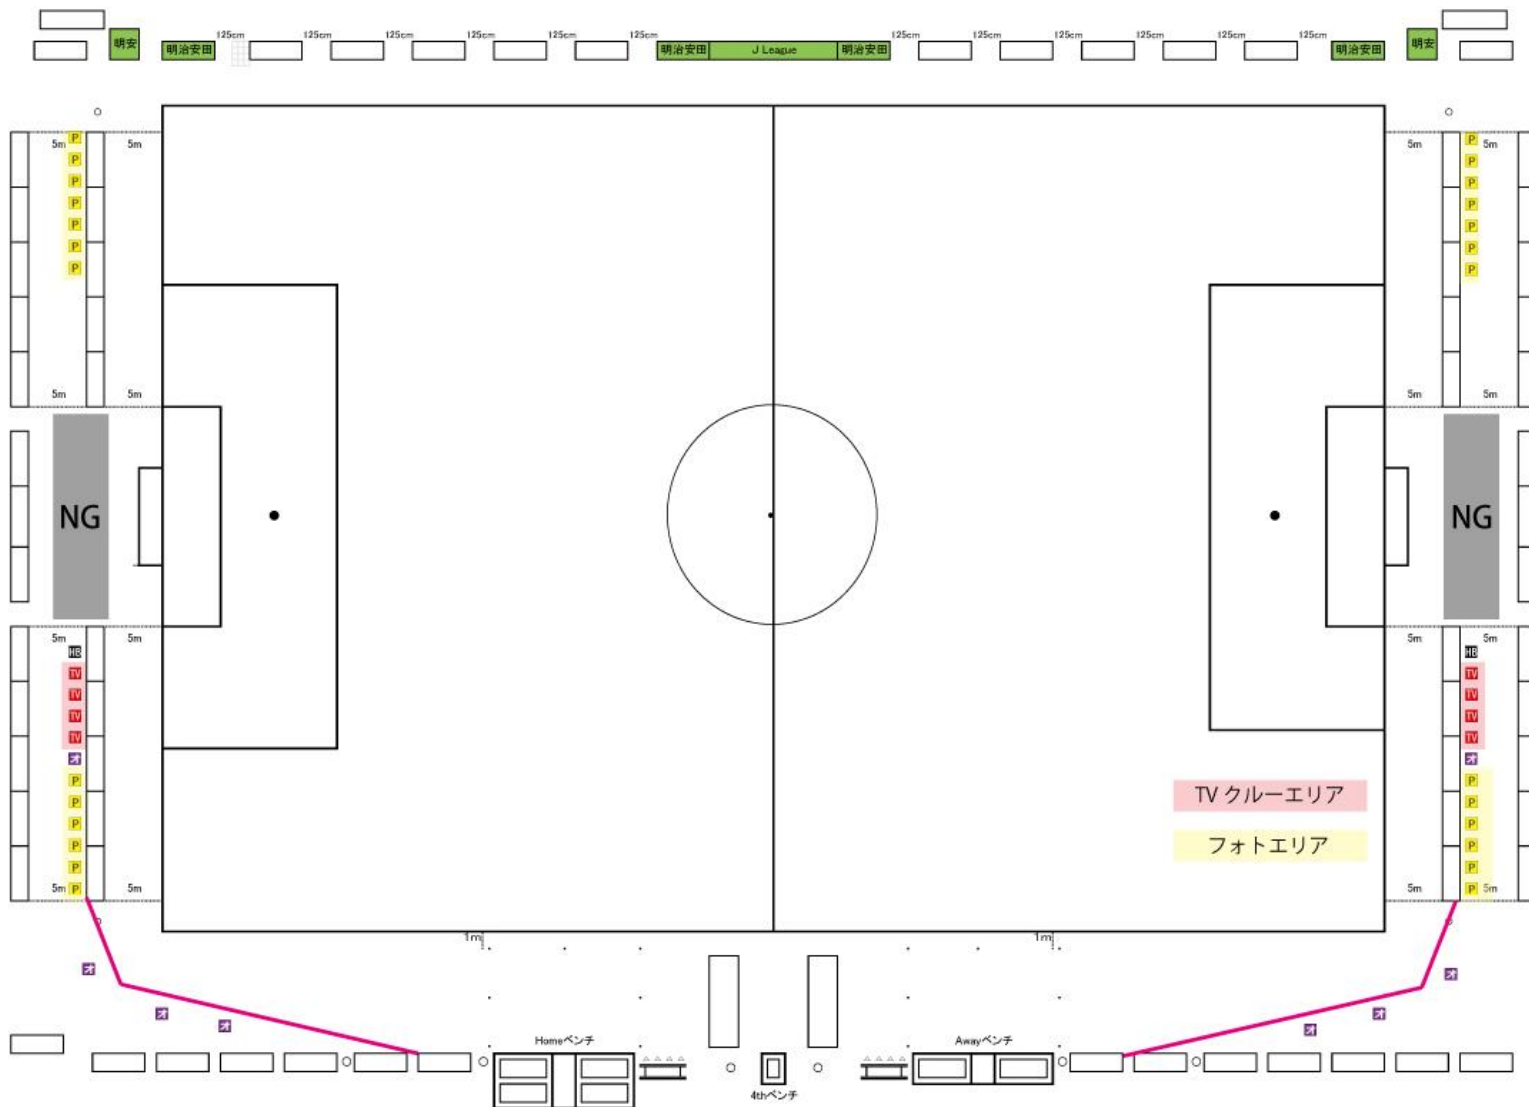 125cm 125cm 125cm 125cm 125cm 125cm 125cm 125cm 125cm 125cm 125cm 125cm
明安 明治安田 明治安田 J League 明治安田 明治安田 明安
P P
5m 5m 5m 5m
P P
P P
P P
P P
P P
P P
5m 5m 5m 5m
NG NG
5m 5m 5m 5m
HB HB
TV TV
TV TV
TV TV
TV TV
オ オ
P P
P TV クルーエリア P
P P
P フォトエリア P
P P
5m P 5m 5m P 5m
1m 1m
オ オ
オ オ
オ オ
Homeベンチ Awayベンチ
4thベンチ